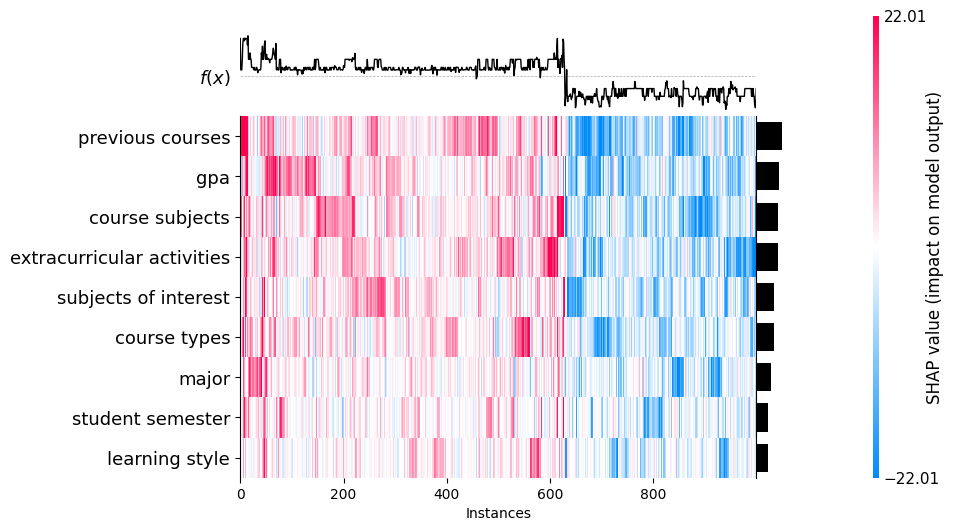 22.01
f(x)
previous courses
gpa
course subjects
extracurricular activities
subjects of interest
course types
major
student semester
learning style
SHAP value (impact on model output)
−22.01
0 200 400 600 800
Instances